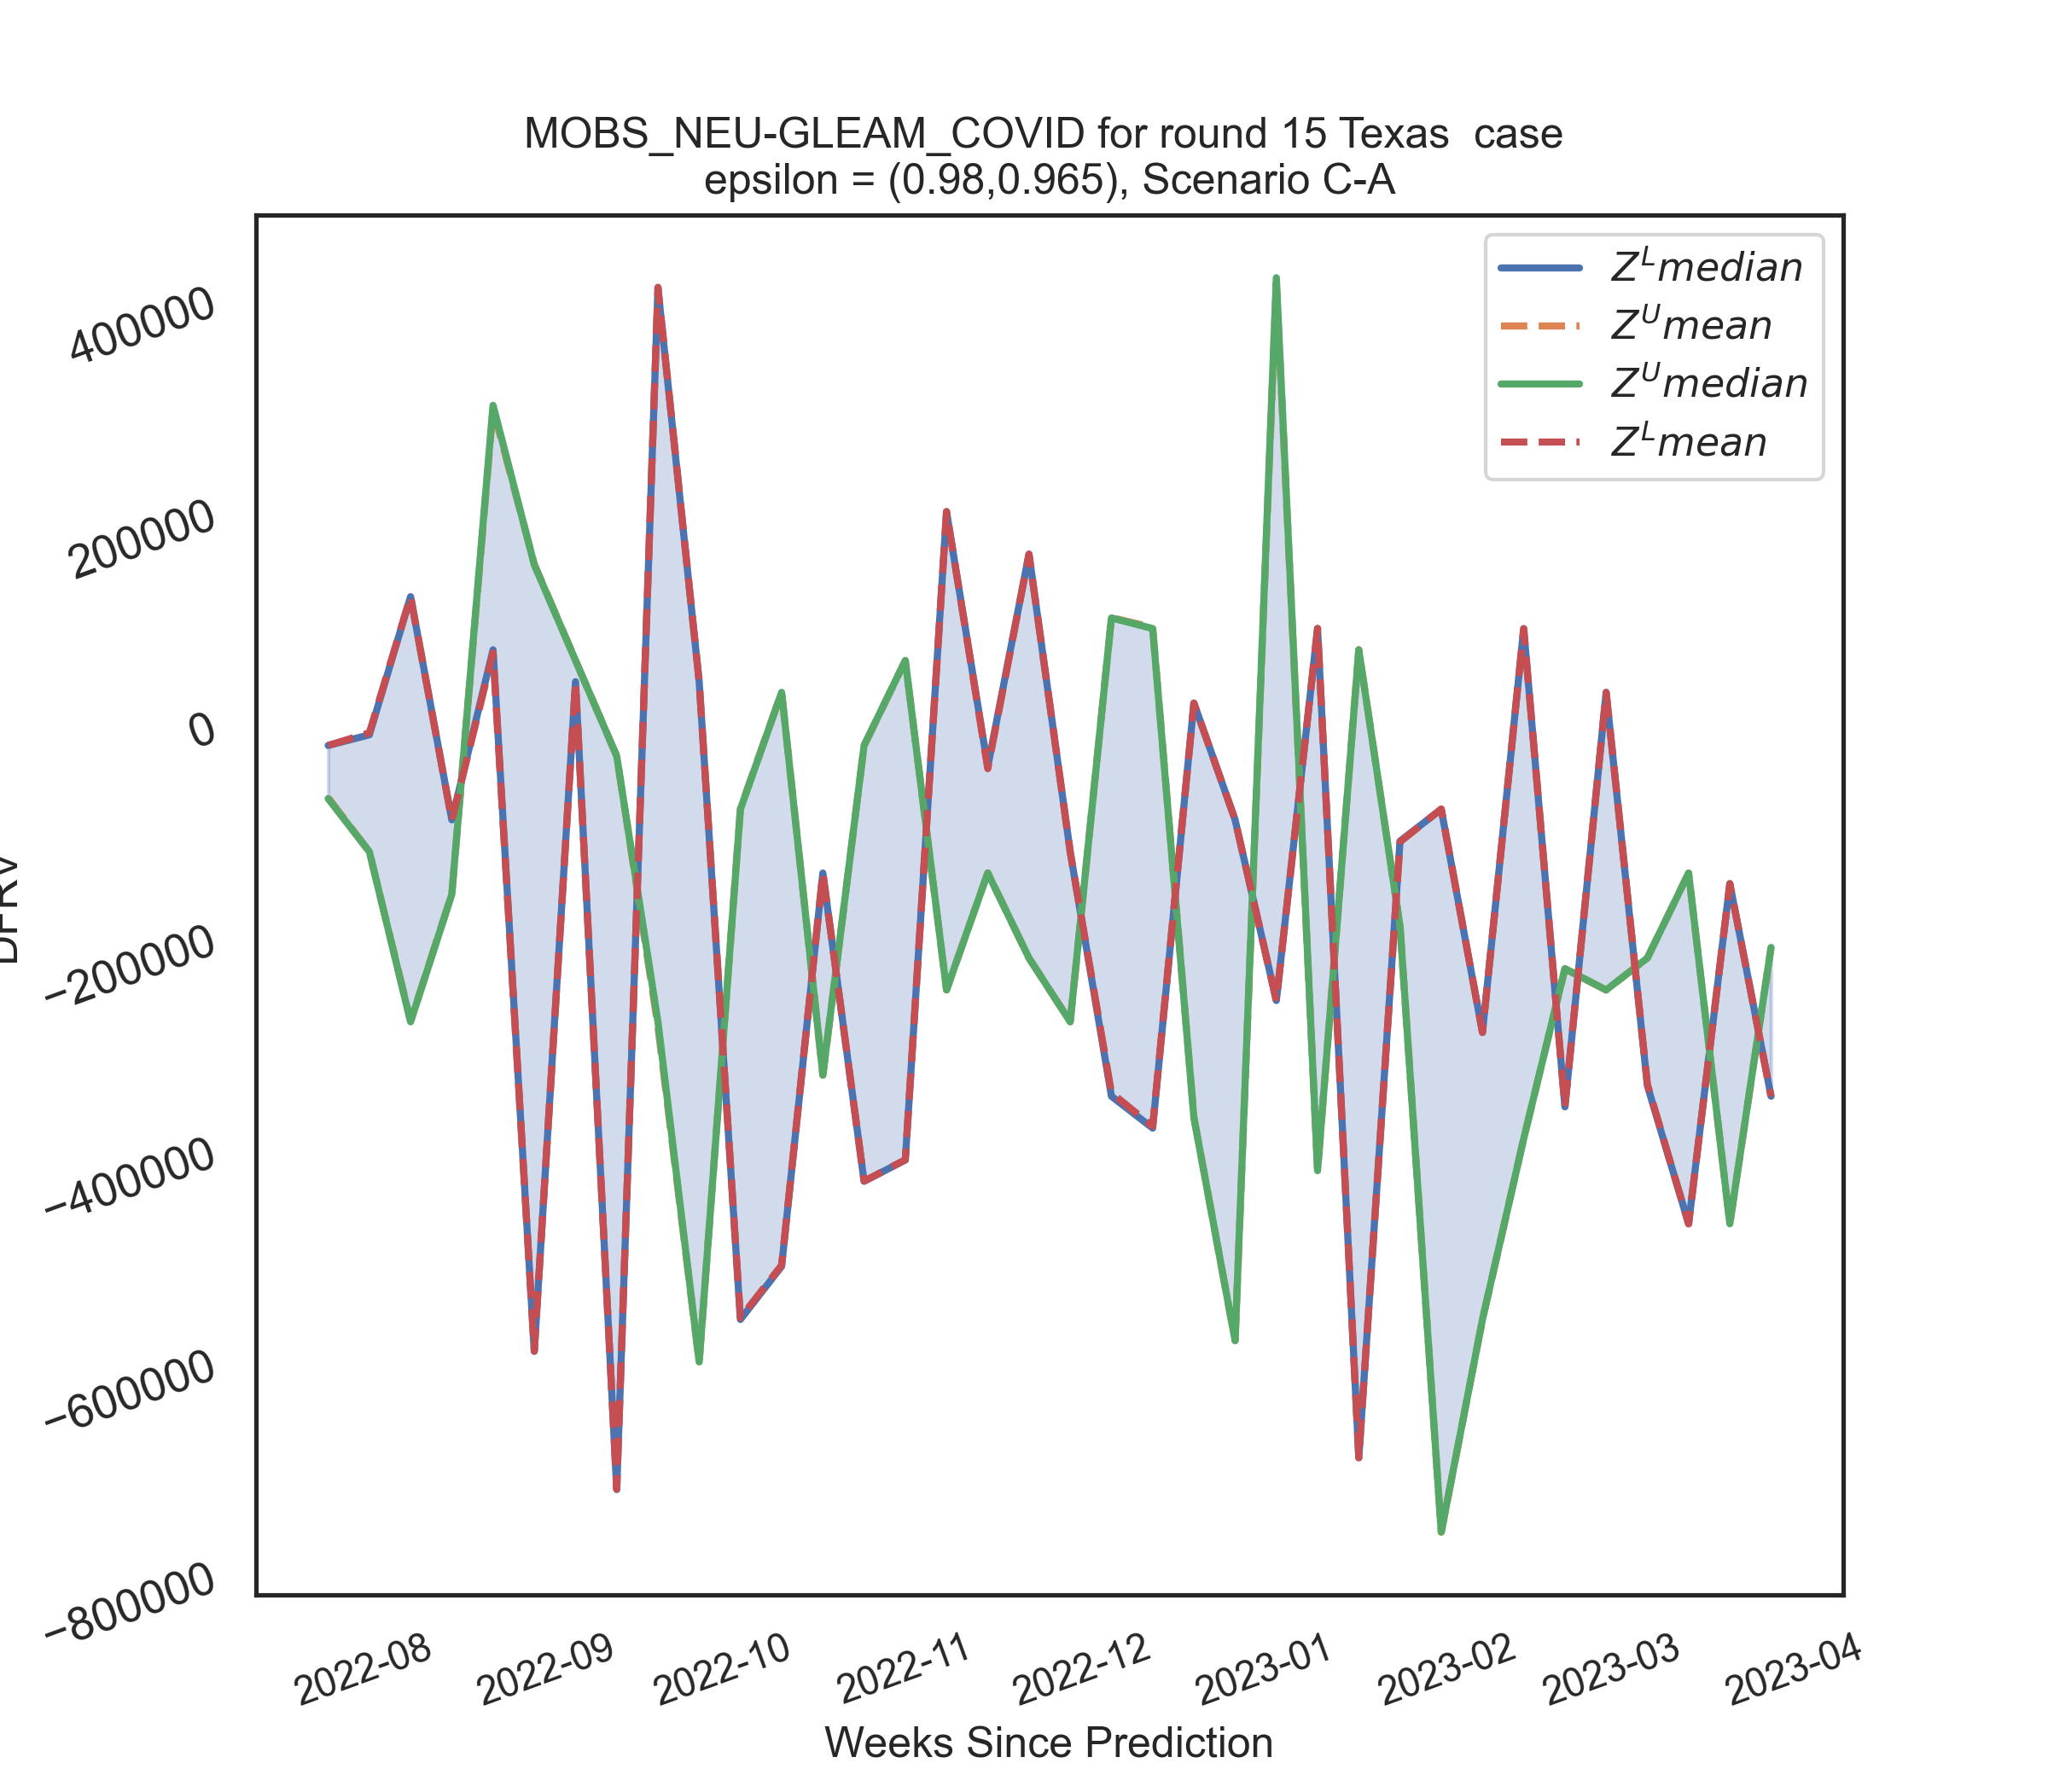 MOBS_NEU-GLEAM_COVID for round 15 Texas  case
epsilon = (0.98,0.965), Scenario C-A
Z^L median
Z^U mean
Z^U median
Z^L mean
400000
200000
0
−200000
−400000
−600000
−800000
2022-08
2022-09
2022-10
2022-11
2022-12
2023-01
2023-02
2023-03
2023-04
Weeks Since Prediction